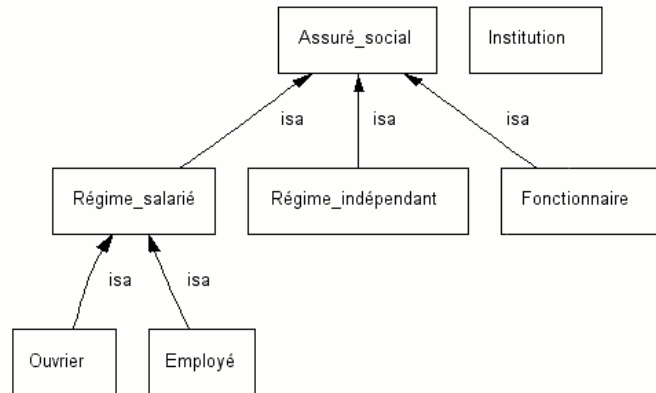 Assuré_social
Institution
isa
isa
isa
Régime_salarié
Régime_indépendant
Fonctionnaire
isa
isa
Ouvrier
Employé